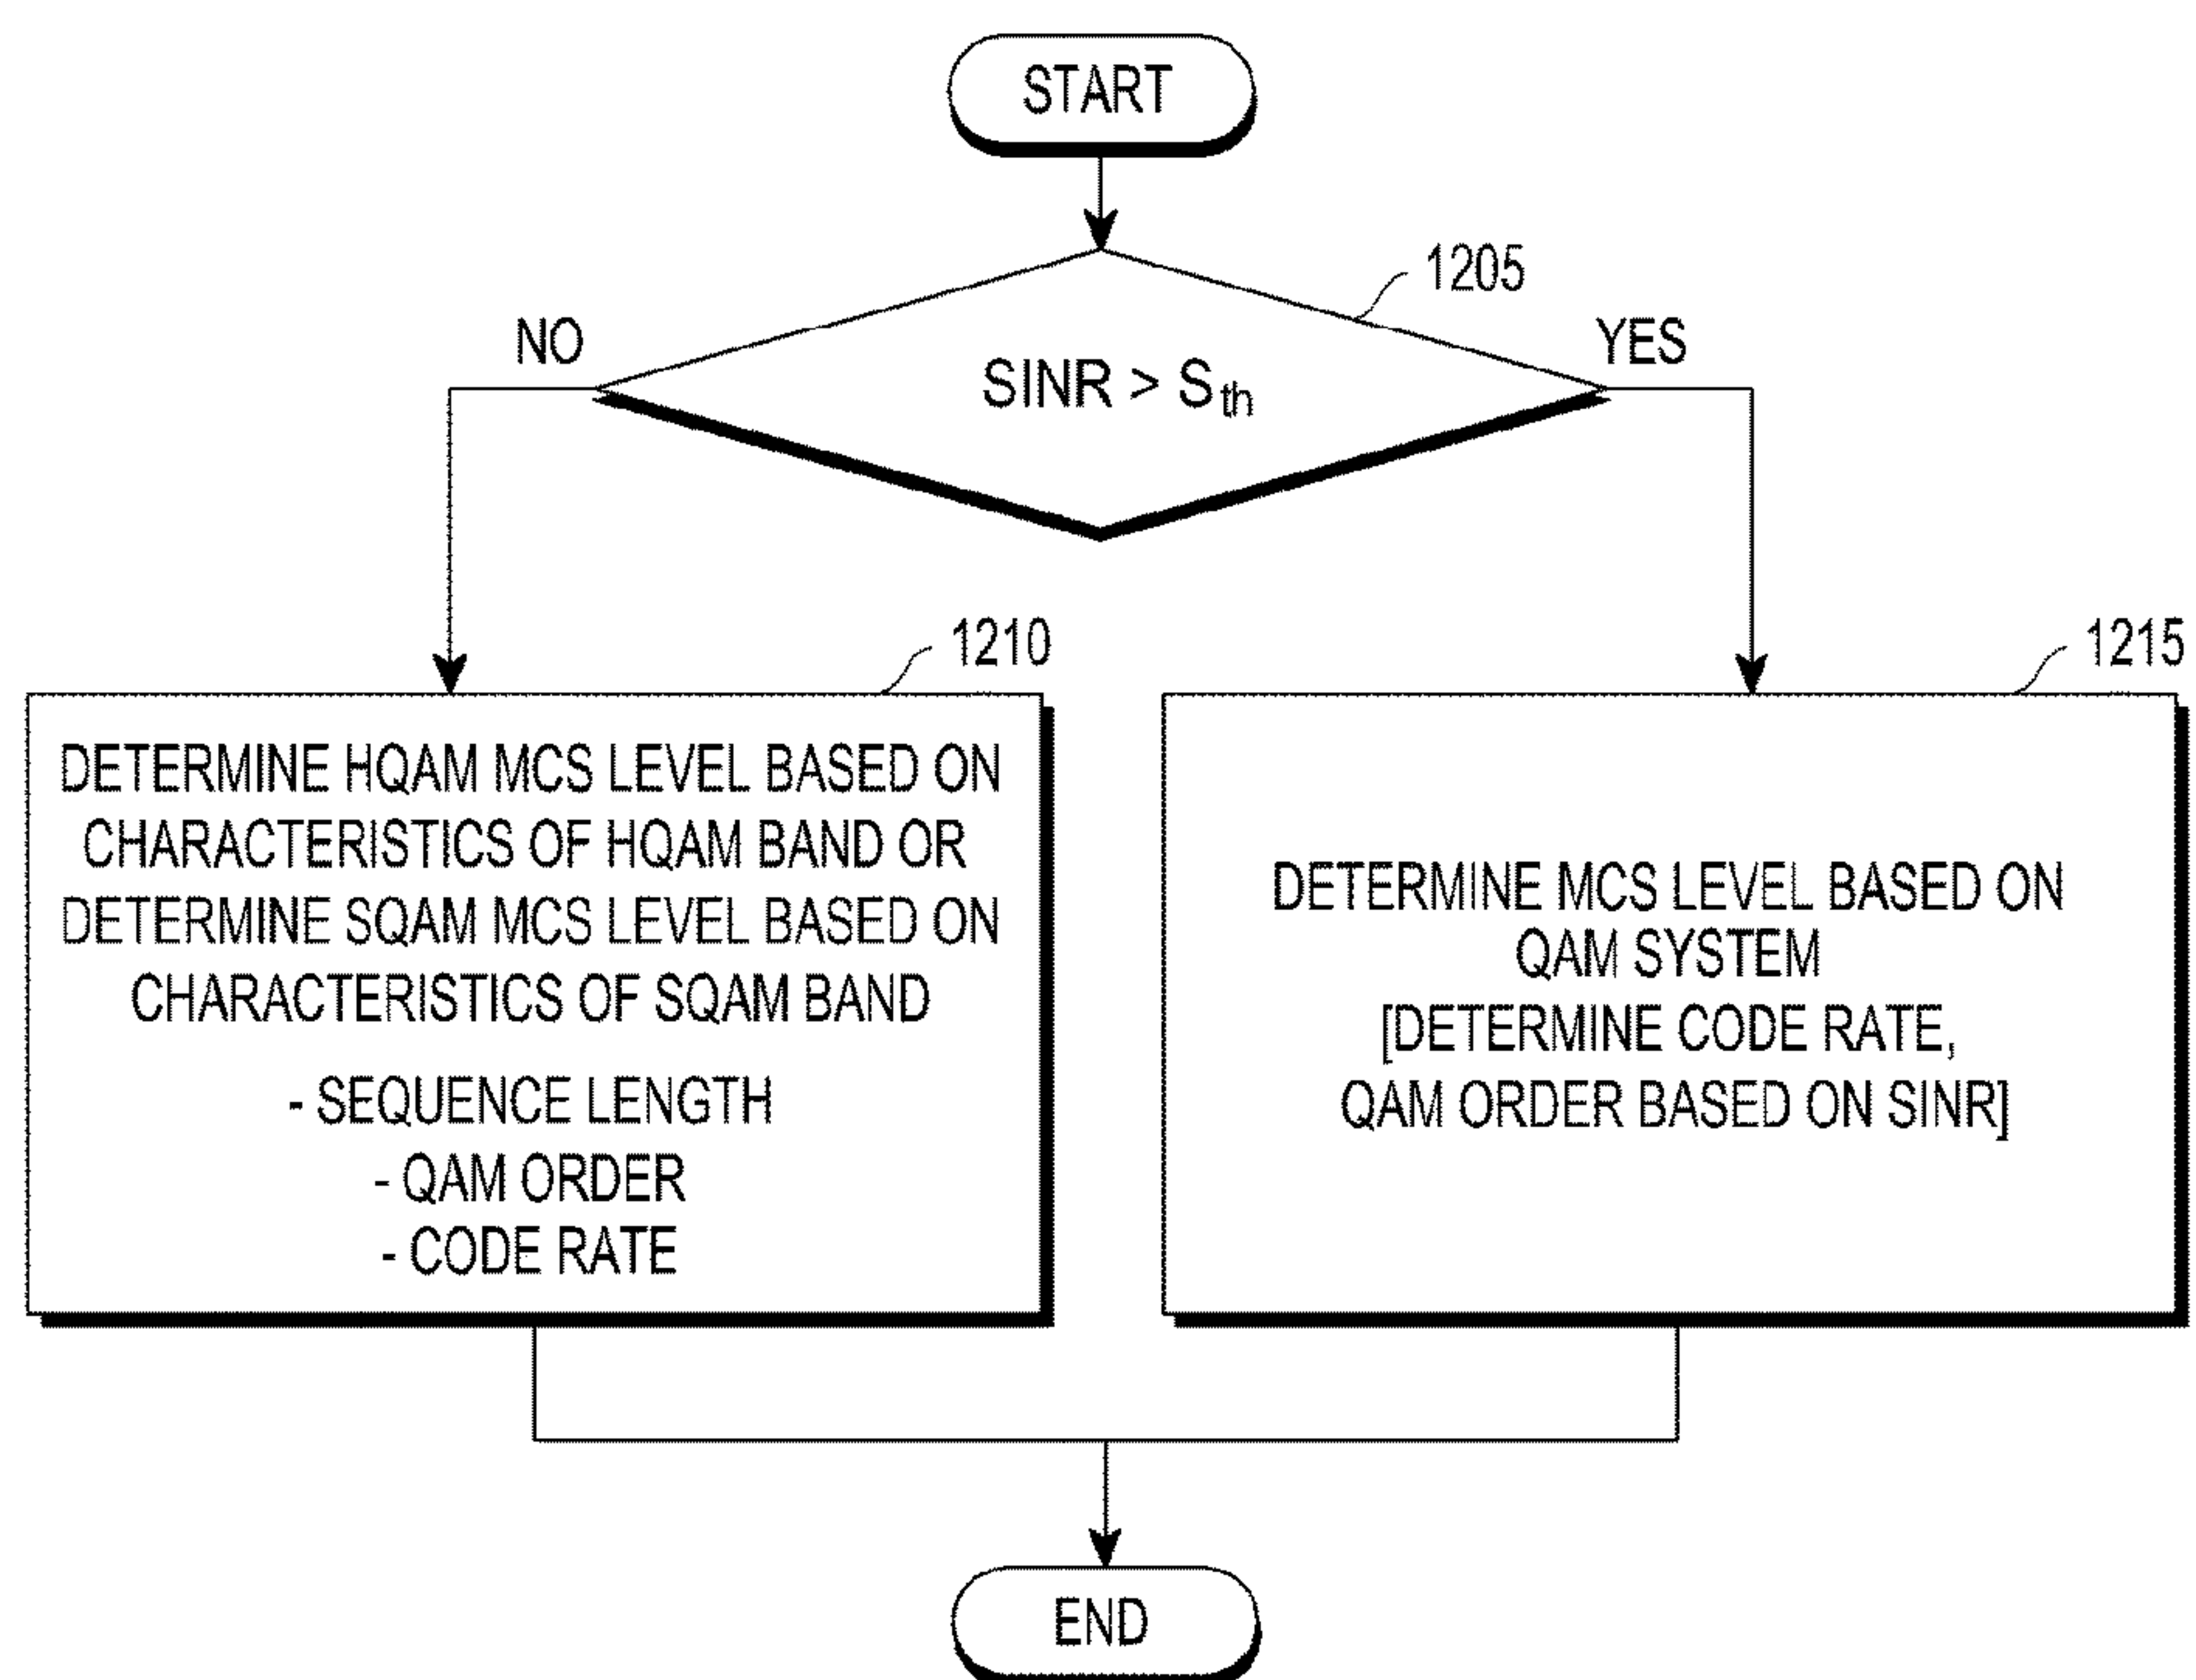 START
1205
NO
YES
SINR > Sth
1210
1215
DETERMINE HQAM MCS LEVEL BASED ON
CHARACTERISTICS OF HQAM BAND OR
DETERMINE SQAM MCS LEVEL BASED ON
CHARACTERISTICS OF SQAM BAND
- SEQUENCE LENGTH
- QAM ORDER
- CODE RATE
DETERMINE MCS LEVEL BASED ON
QAM SYSTEM
[DETERMINE CODE RATE,
QAM ORDER BASED ON SINR]
END